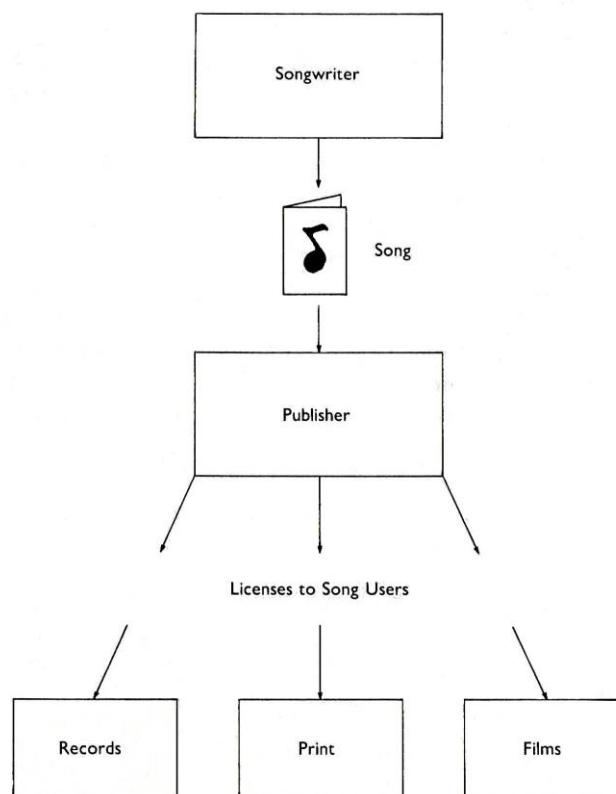 Songwriter
Song
Publisher
Licenses to Song Users
Records
Print
Films